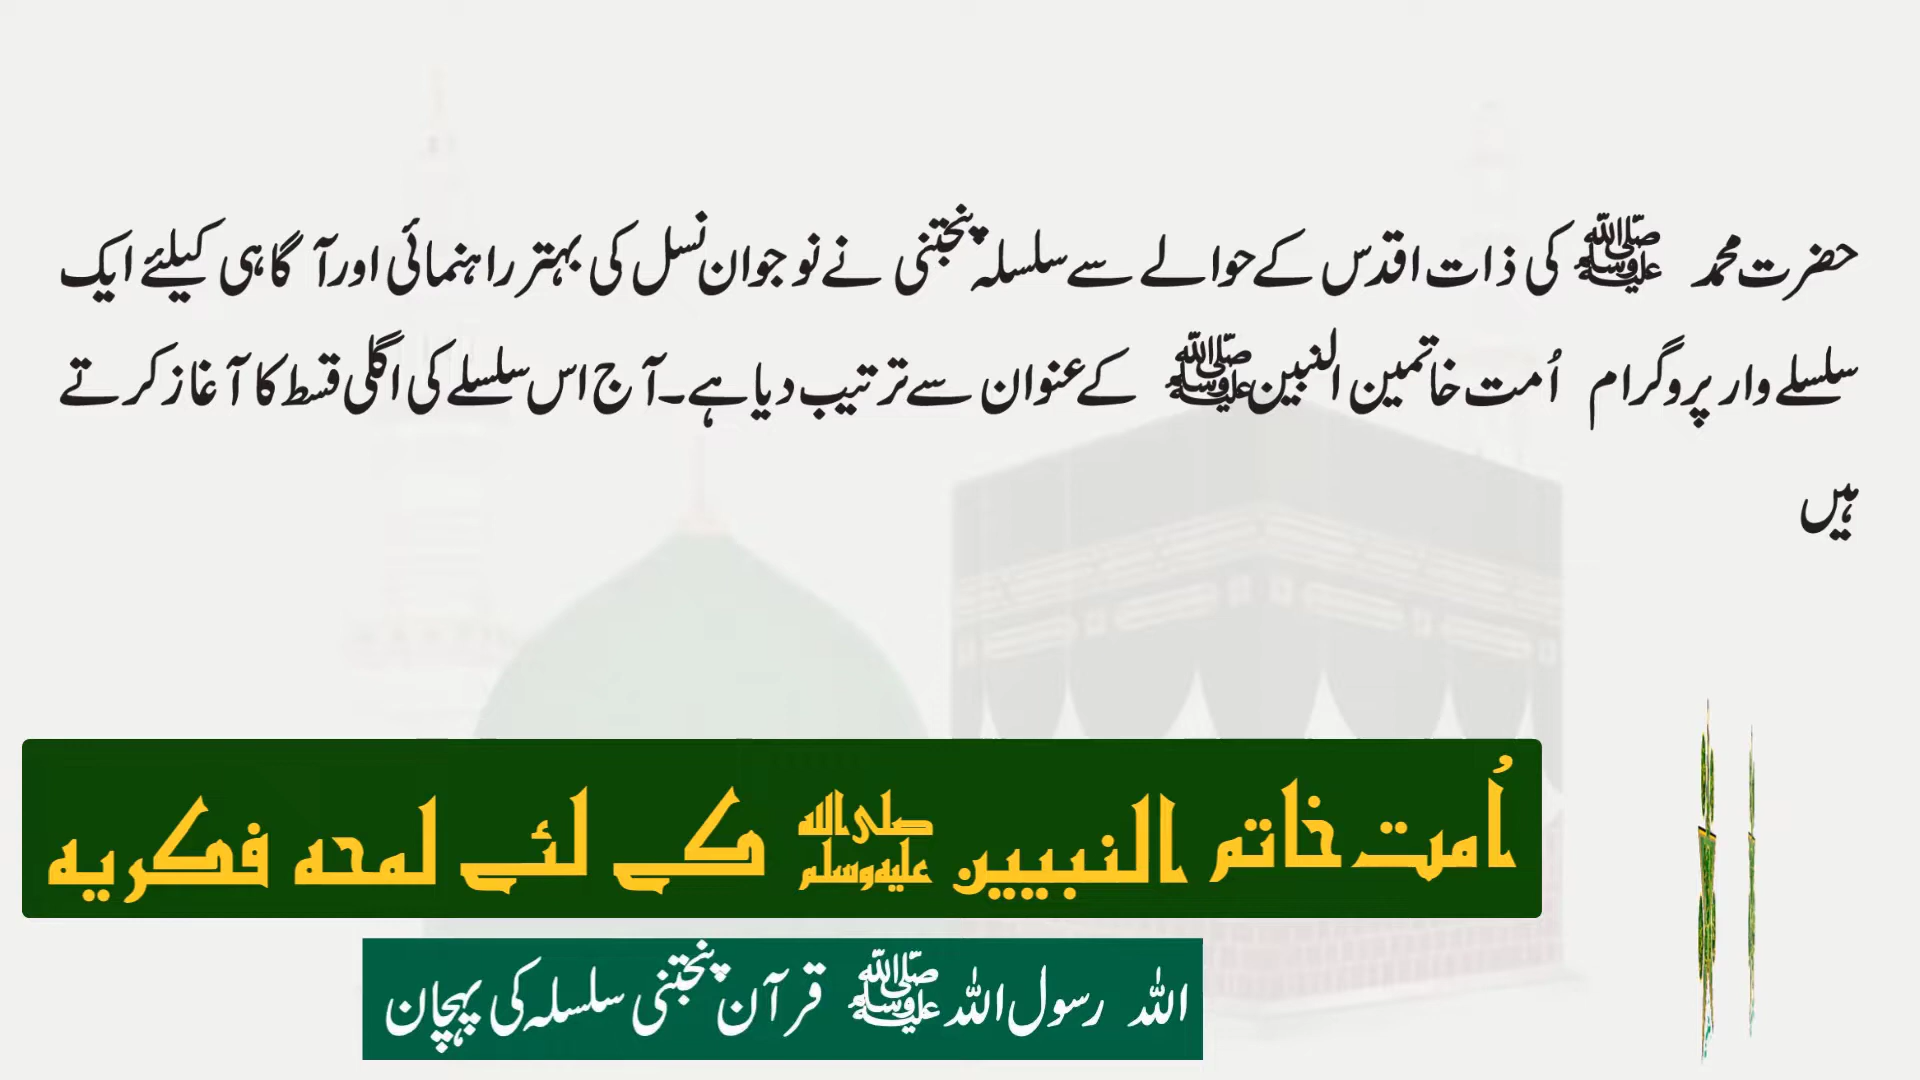 حضرت محمد ﷺ کی ذات اقدس کے حوالے سے سلسلہ پنجتنی نے نوجوان نسل کی بہتر راہنمائی اور آگاہی کیلئے ایک
سلسلے وار پروگرام اُمت خاتمین النبین ﷺ کے عنوان سے ترتیب دیا ہے۔ آج اس سلسلے کی اگلی قسط کا آغاز کرتے
ہیں
اُمت خاتم النبیین ﷺ کے لئے لمحہ فکریہ
اللہ رسول اللہ ﷺ قرآن پنجتنی سلسلہ کی پہچان